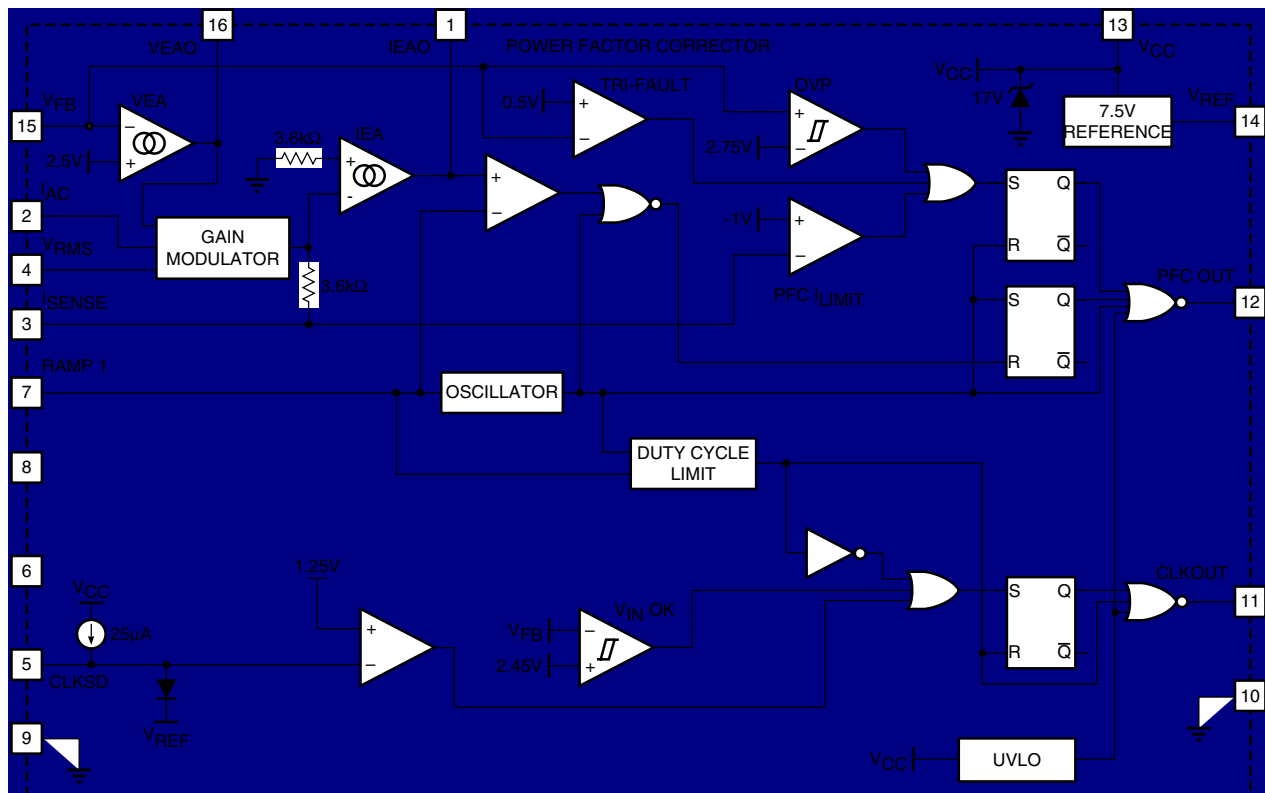 16
1
13
VEAO
IEAO
POWER FACTOR CORRECTOR
VCC
VCC
TRI-FAULT
OVP
17V
VFB
VEA
0.5V
+
−
+
−
7.5V
REFERENCE
VREF
15
14
−
+
2.5V
3.6kΩ
IEA
+
-
2.75V
IAC
2
+
−
S
Q
R
Q
-1V
+
−
VRMS
4
GAIN
MODULATOR
3.6kΩ
PFC ILIMIT
PFC OUT
ISENSE
3
S
Q
R
Q
12
RAMP 1
7
OSCILLATOR
8
DUTY CYCLE
LIMIT
6
1.25V
VCC
25µA
+
−
VFB
VIN OK
−
+
2.45V
S
Q
R
Q
CLKOUT
11
5
CLKSD
VREF
10
9
VCC
UVLO